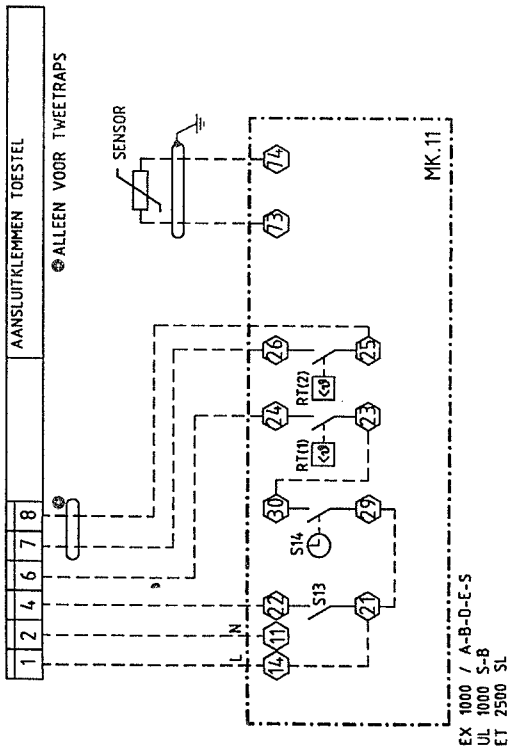 AANSLUITKLEMMEN TOESTEL
1 2 4 6 7 8
ALLEEN VOOR TWEETRAPS
SENSOR
L N
14 11 22 30 24 26 73 74
S13
S14
RT(1)
RT(2)
<ϑ
<ϑ
21 29 23 25
MK.11
EX 1000 / A-B-D-E-S
UL 1000 S-B
ET 2500 SL